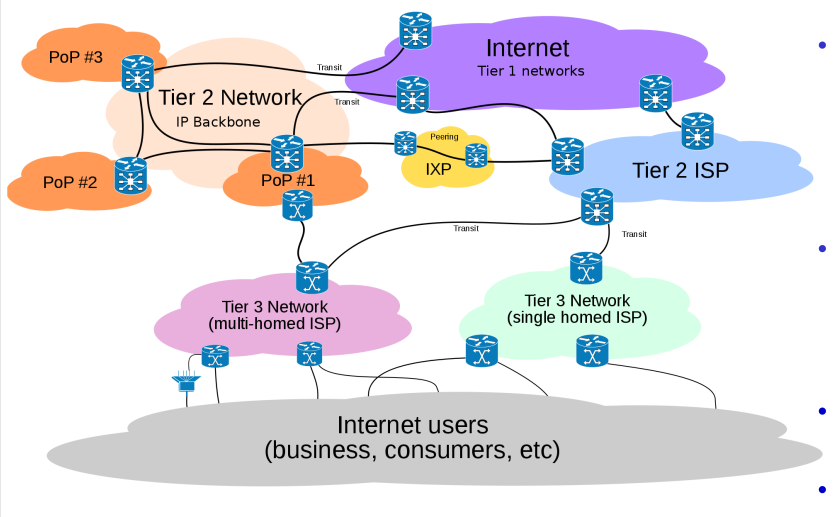 PoP #3
Internet
Tier 1 networks
Transit
Tier 2 Network
IP Backbone
Transit
Peering
IXP
Tier 2 ISP
PoP #2
PoP #1
Transit
Transit
Tier 3 Network
(multi-homed ISP)
Tier 3 Network
(single homed ISP)
Internet users
(business, consumers, etc)